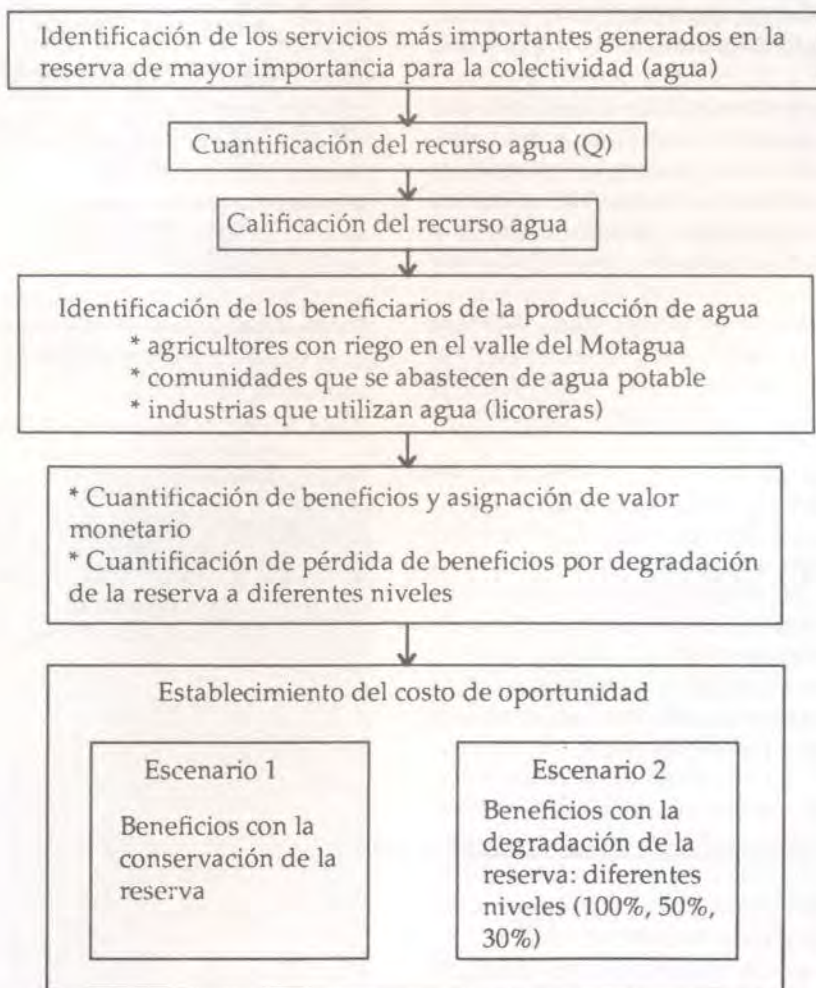 Identificación de los servicios más importantes generados en la
reserva de mayor importancia para la colectividad (agua)
Cuantificación del recurso agua (Q)
Calificación del recurso agua
Identificación de los beneficiarios de la producción de agua
* agricultores con riego en el valle del Motagua
* comunidades que se abastecen de agua potable
* industrias que utilizan agua (licoreras)
* Cuantificación de beneficios y asignación de valor
monetario
* Cuantificación de pérdida de beneficios por degradación
de la reserva a diferentes niveles
Establecimiento del costo de oportunidad
Escenario 1
Beneficios con la
conservación de la
reserva
Escenario 2
Beneficios con la
degradación de la
reserva: diferentes
niveles (100%, 50%,
30%)